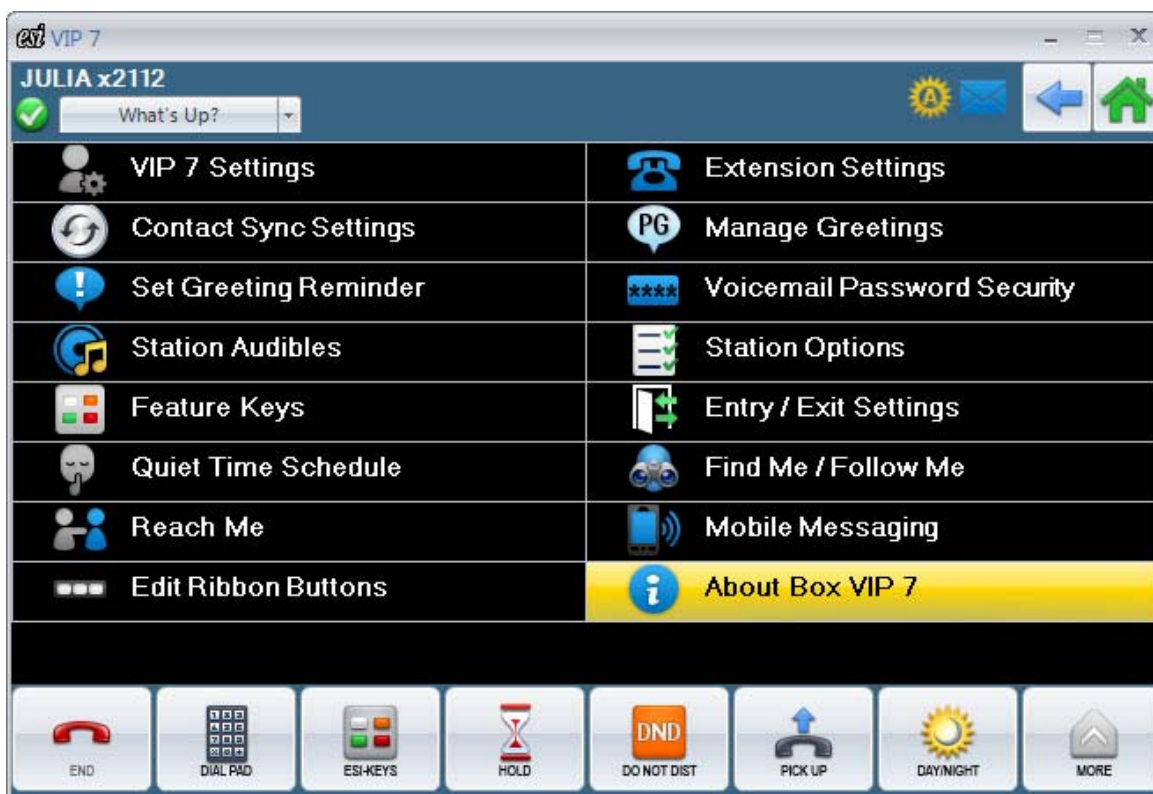 esi VIP 7
JULIA x2112
What's Up?
A
VIP 7 Settings
Extension Settings
Contact Sync Settings
PG
Manage Greetings
Set Greeting Reminder
****
Voicemail Password Security
Station Audibles
Station Options
Feature Keys
Entry / Exit Settings
Quiet Time Schedule
Find Me / Follow Me
Reach Me
Mobile Messaging
Edit Ribbon Buttons
i
About Box VIP 7
DND
END
DIAL PAD
ESI-KEYS
HOLD
DO NOT DIST
PICK UP
DAY/NIGHT
MORE